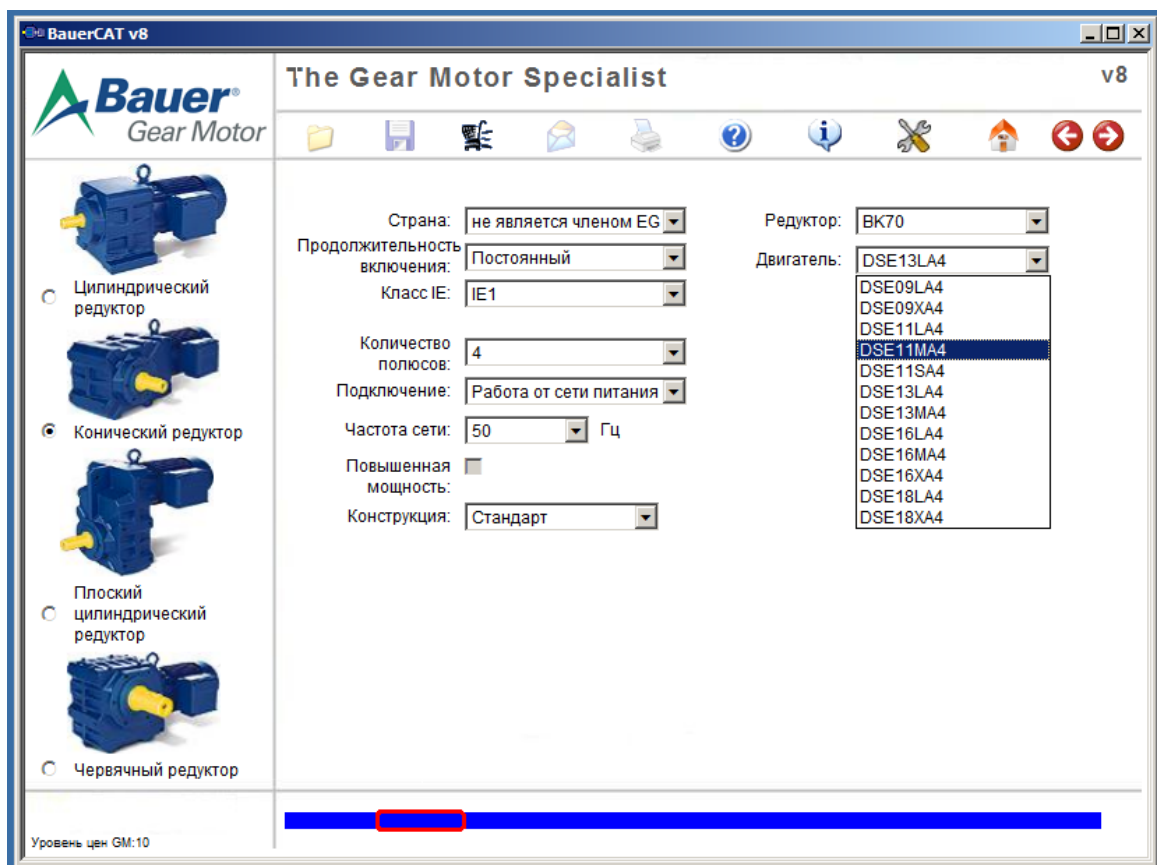 BauerCAT v8
Bauer®
Gear Motor
The Gear Motor Specialist
v8
Цилиндрический
редуктор
Конический редуктор
Плоский
цилиндрический
редуктор
Червячный редуктор
Уровень цен GM:10
Страна: не является членом EG
Продолжительность
включения: Постоянный
Класс IE: IE1
Количество
полюсов: 4
Подключение: Работа от сети питания
Частота сети: 50 Гц
Повышенная
мощность:
Конструкция: Стандарт
Редуктор: BK70
Двигатель: DSE13LA4
DSE09LA4
DSE09XA4
DSE11LA4
DSE11MA4
DSE11SA4
DSE13LA4
DSE13MA4
DSE16LA4
DSE16MA4
DSE16XA4
DSE18LA4
DSE18XA4